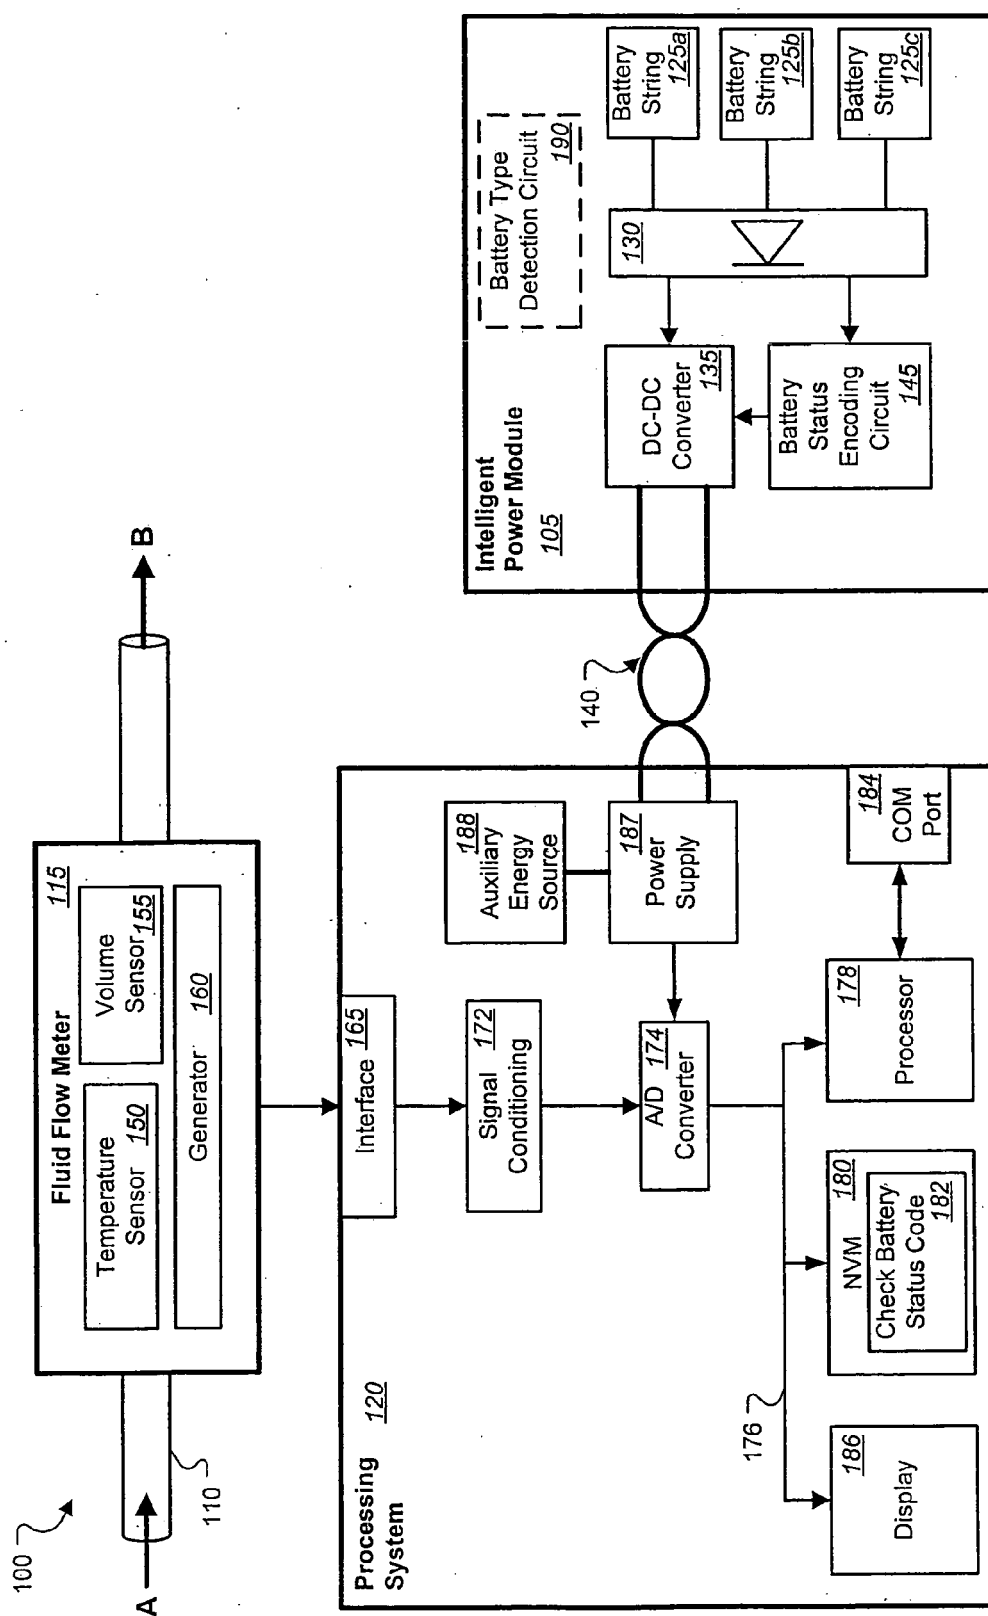 100
A
110
B
Fluid Flow Meter
115
Temperature
Sensor 150
Volume
Sensor 155
Generator 160
Processing
System
120
Interface 165
Signal 172
Conditioning
A/D 174
Converter
176
Display
186
NVM 180
Check Battery
Status Code
182
Processor
178
COM
Port
184
Auxiliary
Energy
Source
188
Power
Supply
187
140
Intelligent
Power Module
105
Battery Type
Detection Circuit
190
DC-DC
Converter
135
Battery
Status
Encoding
Circuit
145
130
Battery
String
125a
Battery
String
125b
Battery
String
125c